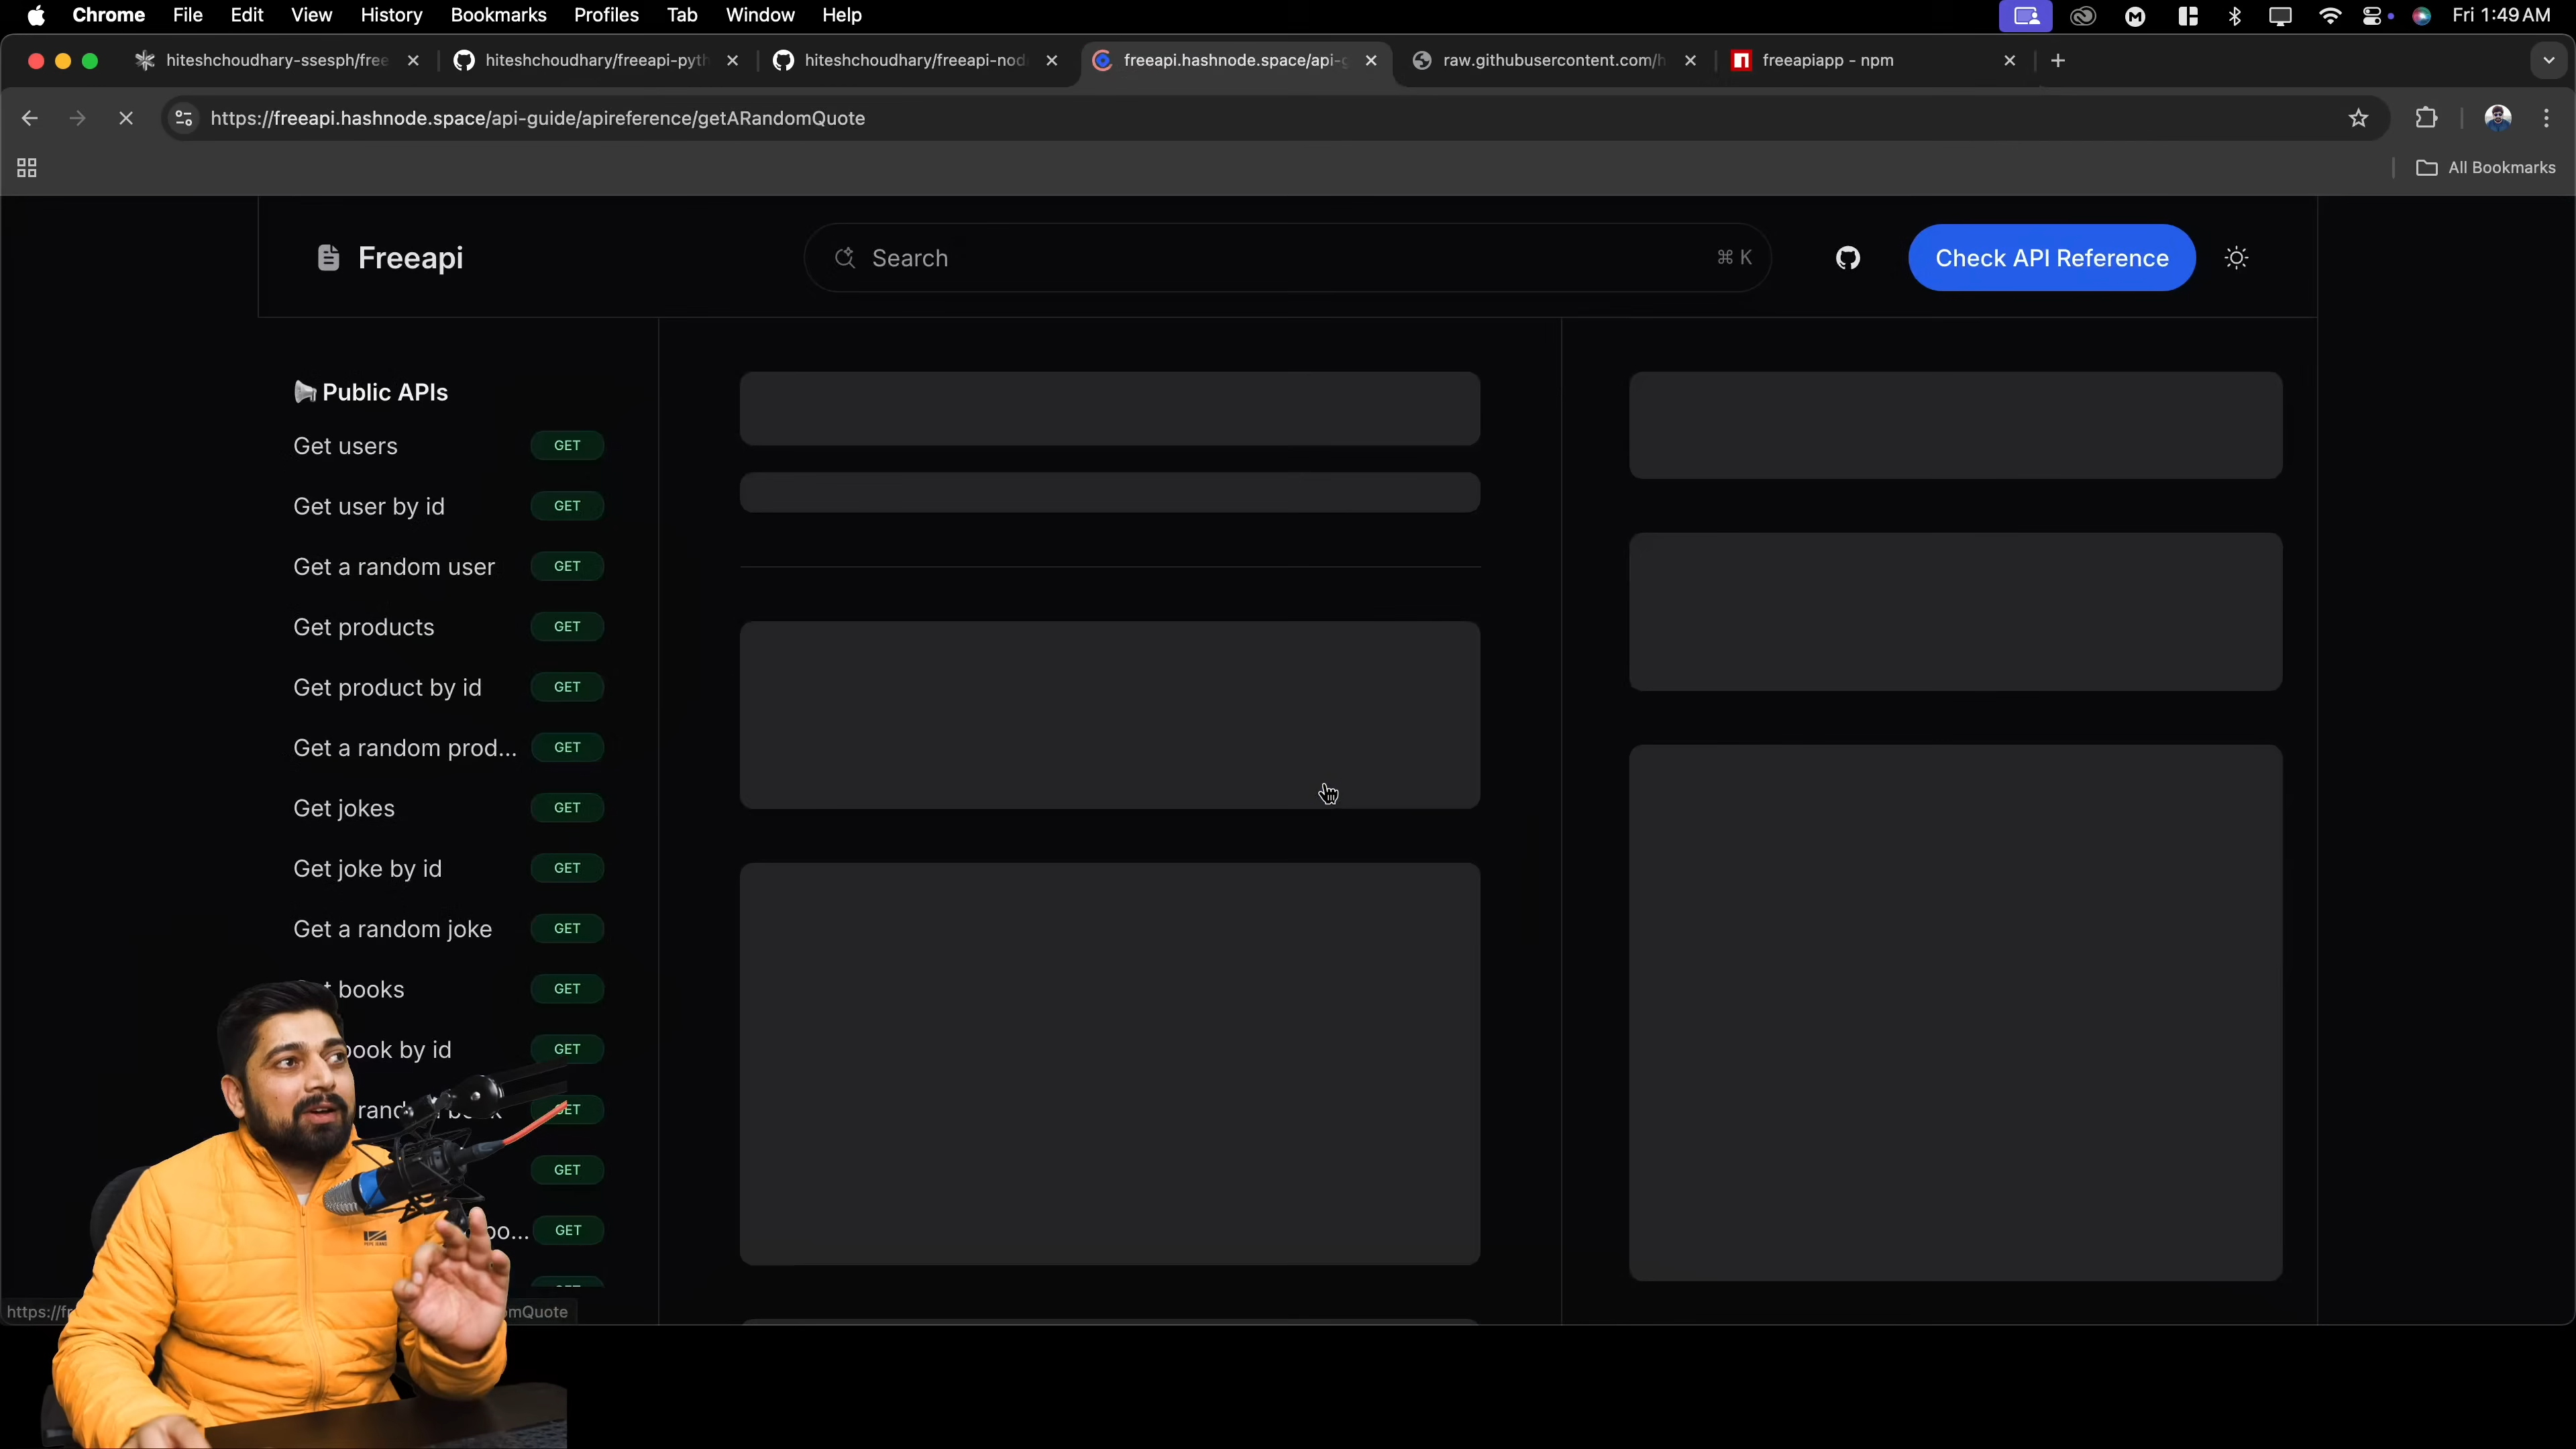 Chrome File Edit View History Bookmarks Profiles Tab Window Help Fri 1:49 AM
hiteshchoudhary-ssesph/free hiteshchoudhary/freeapi-pyth hiteshchoudhary/freeapi-nod freeapi.hashnode.space/api-g raw.githubusercontent.com/h freeapiapp - npm
https://freeapi.hashnode.space/api-guide/apireference/getARandomQuote
All Bookmarks
Freeapi Search ⌘ K Check API Reference
Public APIs
Get users GET
Get user by id GET
Get a random user GET
Get products GET
Get product by id GET
Get a random prod... GET
Get jokes GET
Get joke by id GET
Get a random joke GET
books GET
book by id GET
GET
GET
GET
https://fr omQuote